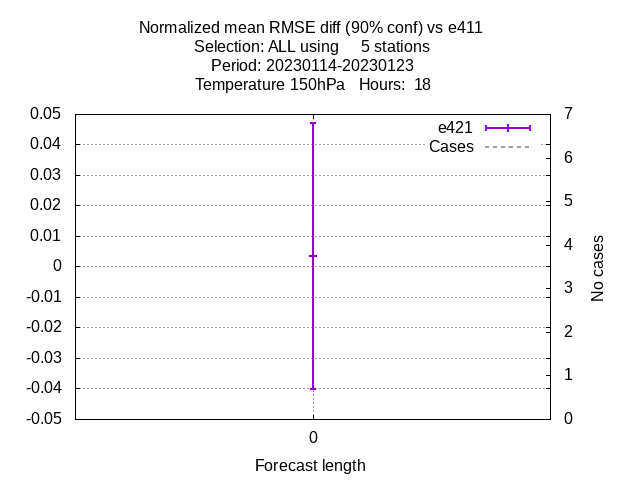 Normalized mean RMSE diff (90% conf) vs e411
Selection: ALL using     5 stations
Period: 20230114-20230123
Temperature 150hPa   Hours:  18
0.05
0.04
0.03
0.02
0.01
0
-0.01
-0.02
-0.03
-0.04
-0.05
7
6
5
4
3
2
1
0
e421
Cases
No cases
0
Forecast length